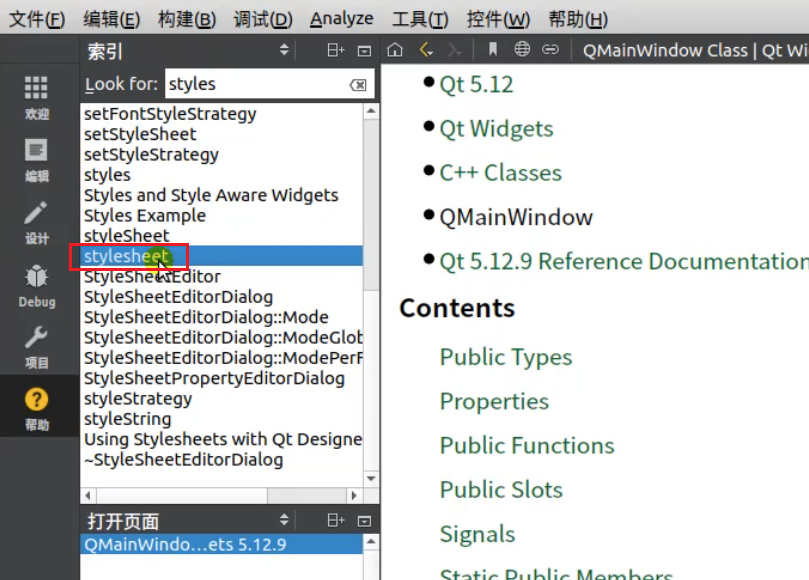 文件(F) 编辑(E) 构建(B) 调试(D) Analyze 工具(T) 控件(W) 帮助(H)
索引
QMainWindow Class | Qt Wi
Look for: styles
欢迎
编辑
设计
Debug
项目
帮助
setFontStyleStrategy
setStyleSheet
setStyleStrategy
styles
Styles and Style Aware Widgets
Styles Example
styleSheet
stylesheet
StyleSheetEditor
StyleSheetEditorDialog
StyleSheetEditorDialog::Mode
StyleSheetEditorDialog::ModeGlob
StyleSheetEditorDialog::ModePerF
StyleSheetPropertyEditorDialog
styleStrategy
styleString
Using Stylesheets with Qt Designe
~StyleSheetEditorDialog
打开页面
QMainWindo...ets 5.12.9
Qt 5.12
Qt Widgets
C++ Classes
QMainWindow
Qt 5.12.9 Reference Documentation
Contents
Public Types
Properties
Public Functions
Public Slots
Signals
Static Public Members